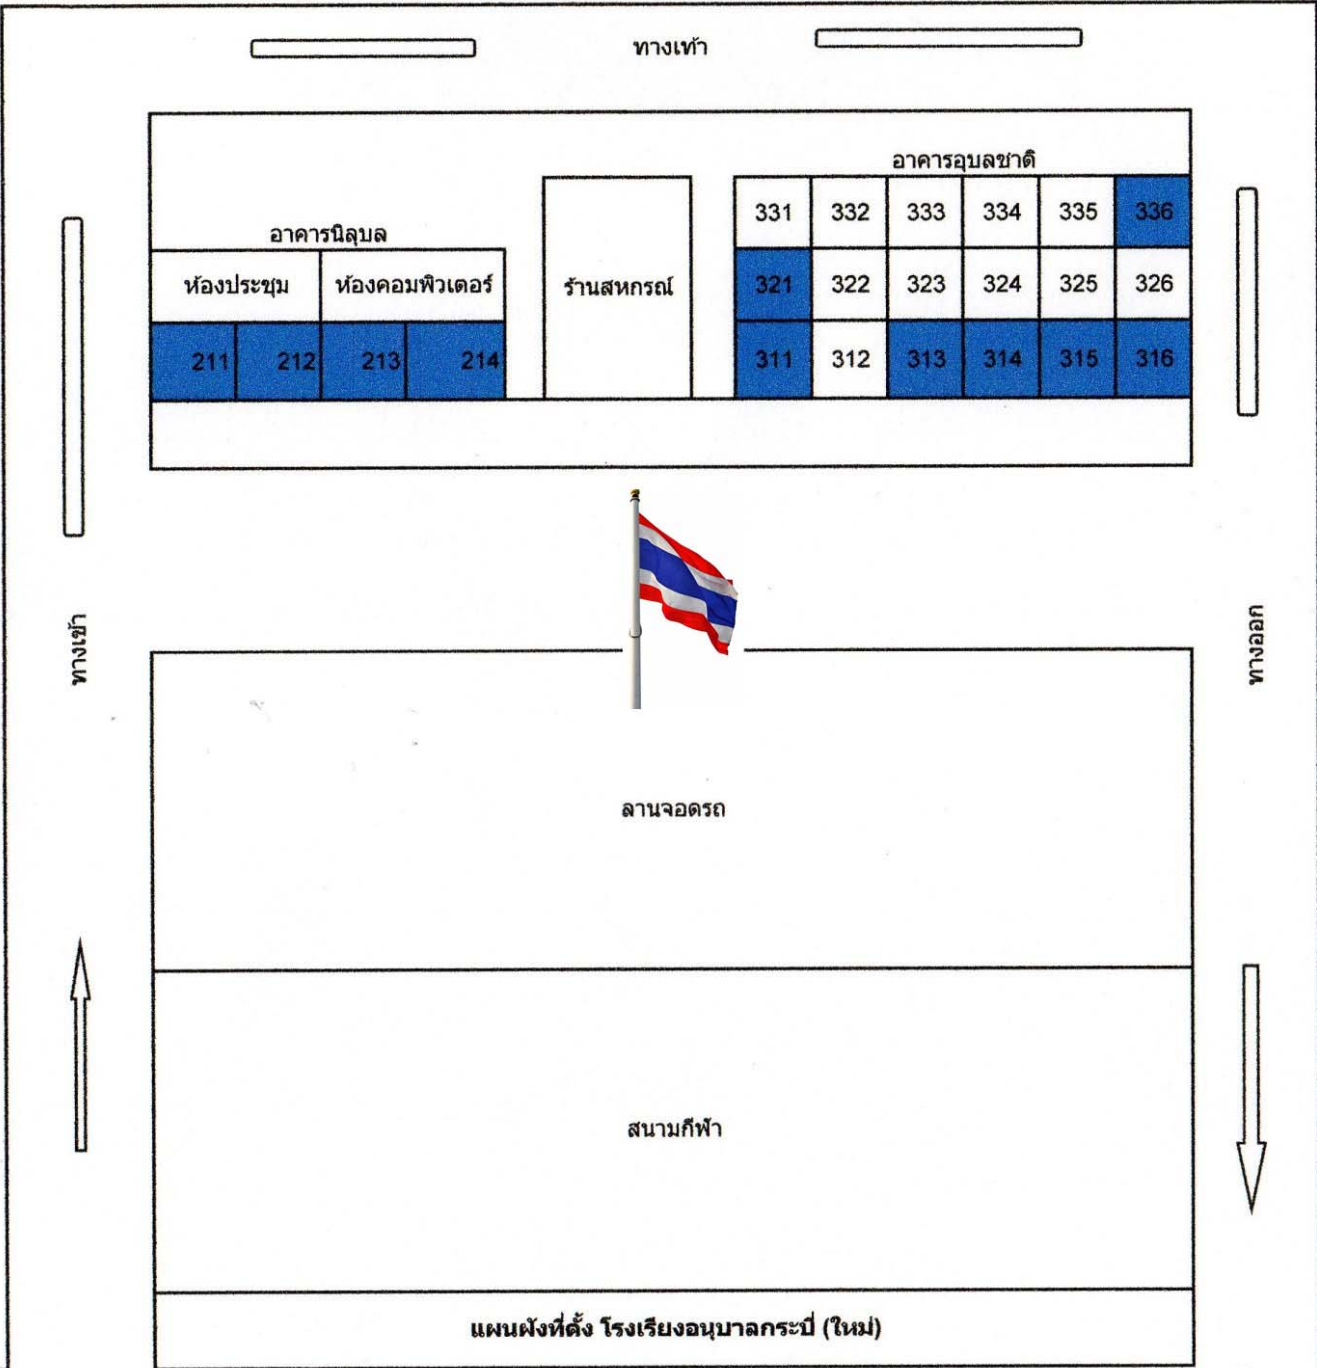 ทางเท้า
อาคารอุบลชาติ
331 332 333 334 335 336
อาคารนิลุบล
ห้องประชุม ห้องคอมพิวเตอร์ ร้านสหกรณ์ 321 322 323 324 325 326
211 212 213 214 311 312 313 314 315 316
ทางเข้า
ทางออก
ลานจอดรถ
สนามกีฬา
แผนผังที่ตั้ง โรงเรียงอนุบาลกระบี่ (ใหม่)